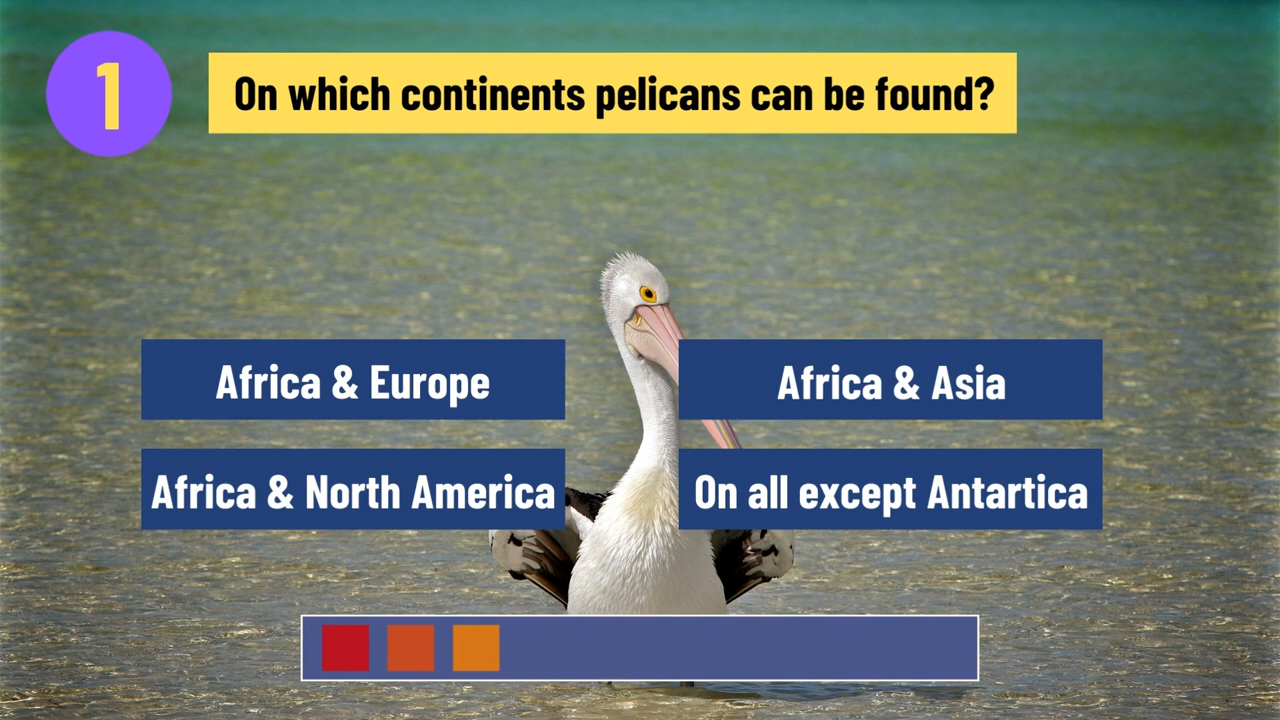 1
On which continents pelicans can be found?
Africa & Europe
Africa & Asia
Africa & North America
On all except Antartica